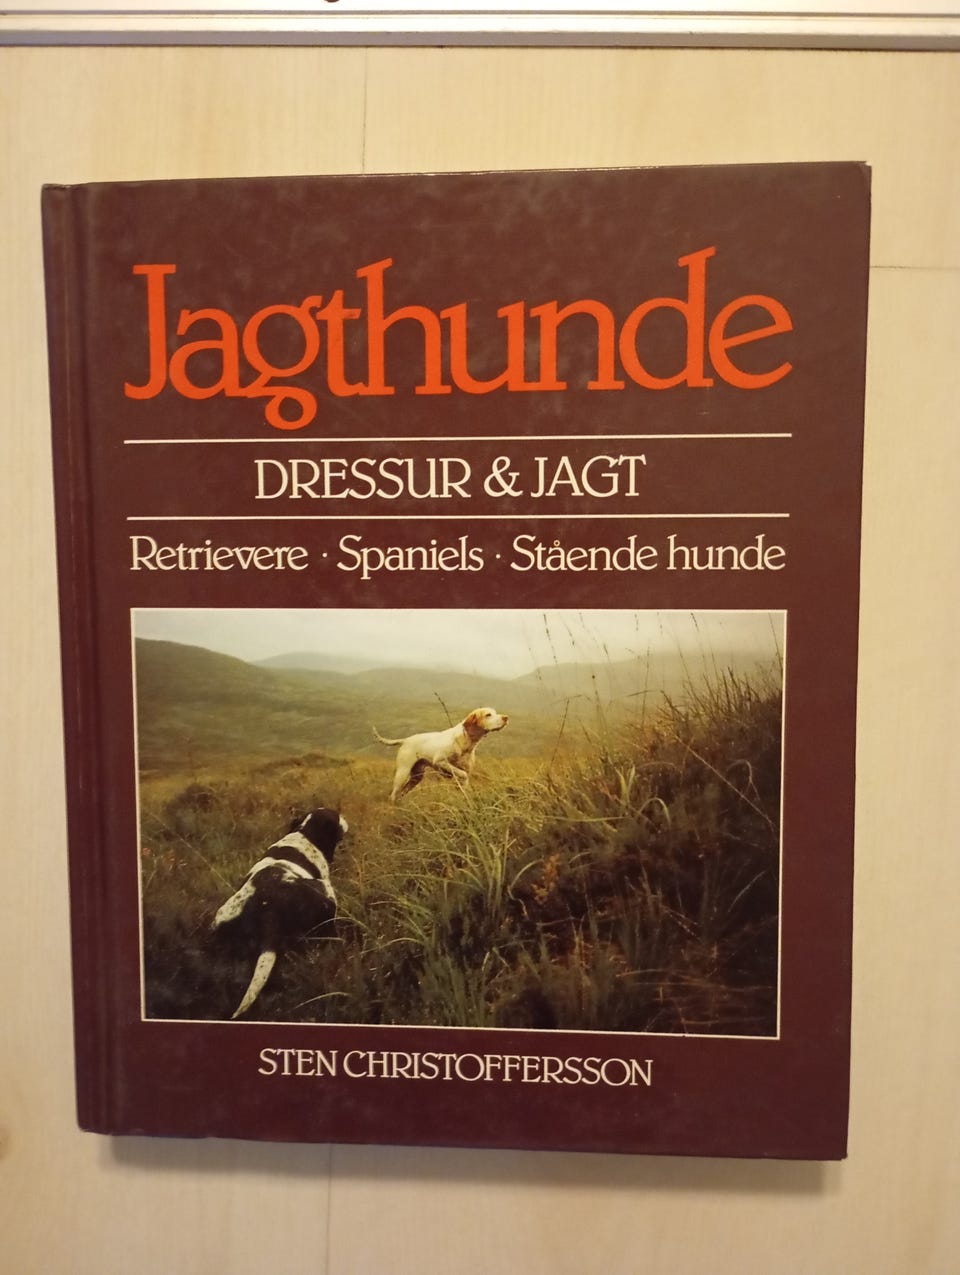 Jagthunde
DRESSUR & JAGT
Retrievere · Spaniels · Stående hunde
STEN CHRISTOFFERSSON